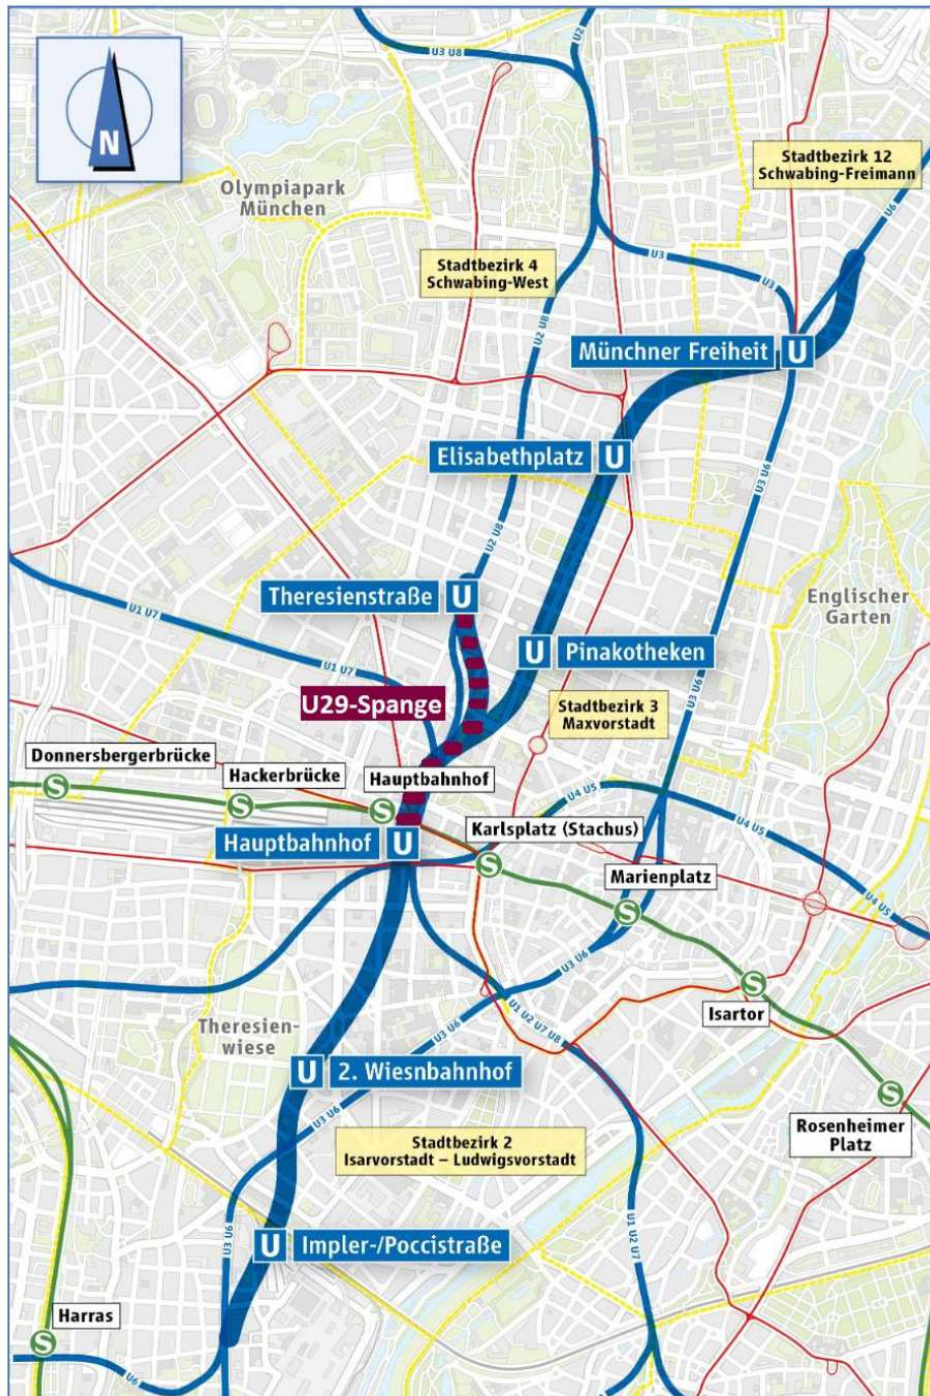 U3 U8
U2
N
Stadtbezirk 12
Schwabing-Freimann
U6
Olympiapark
München
Stadtbezirk 4
Schwabing-West
U3
U3
U2 U8
Münchner Freiheit U
Elisabethplatz U
U3 U6
U2 U8
Theresienstraße U
Englischer
Garten
U1 U7
U Pinakotheken
U1 U7
U3 U6
U29-Spange
Stadtbezirk 3
Maxvorstadt
Donnersbergerbrücke
Hackerbrücke
Hauptbahnhof
S
S
S
U4 U5
U4 U5
Hauptbahnhof U
Karlsplatz (Stachus)
S
Marienplatz
S
U4 U5
U3 U6
S
Isartor
U1 U2 U7 U8
Theresien-
wiese
U3 U6
U 2. Wiesnbahnhof
S
Rosenheimer
Platz
U3 U6
Stadtbezirk 2
Isarvorstadt – Ludwigsvorstadt
U3 U6
U Impler-/Poccistraße
U1 U2 U7
Harras
S
U6